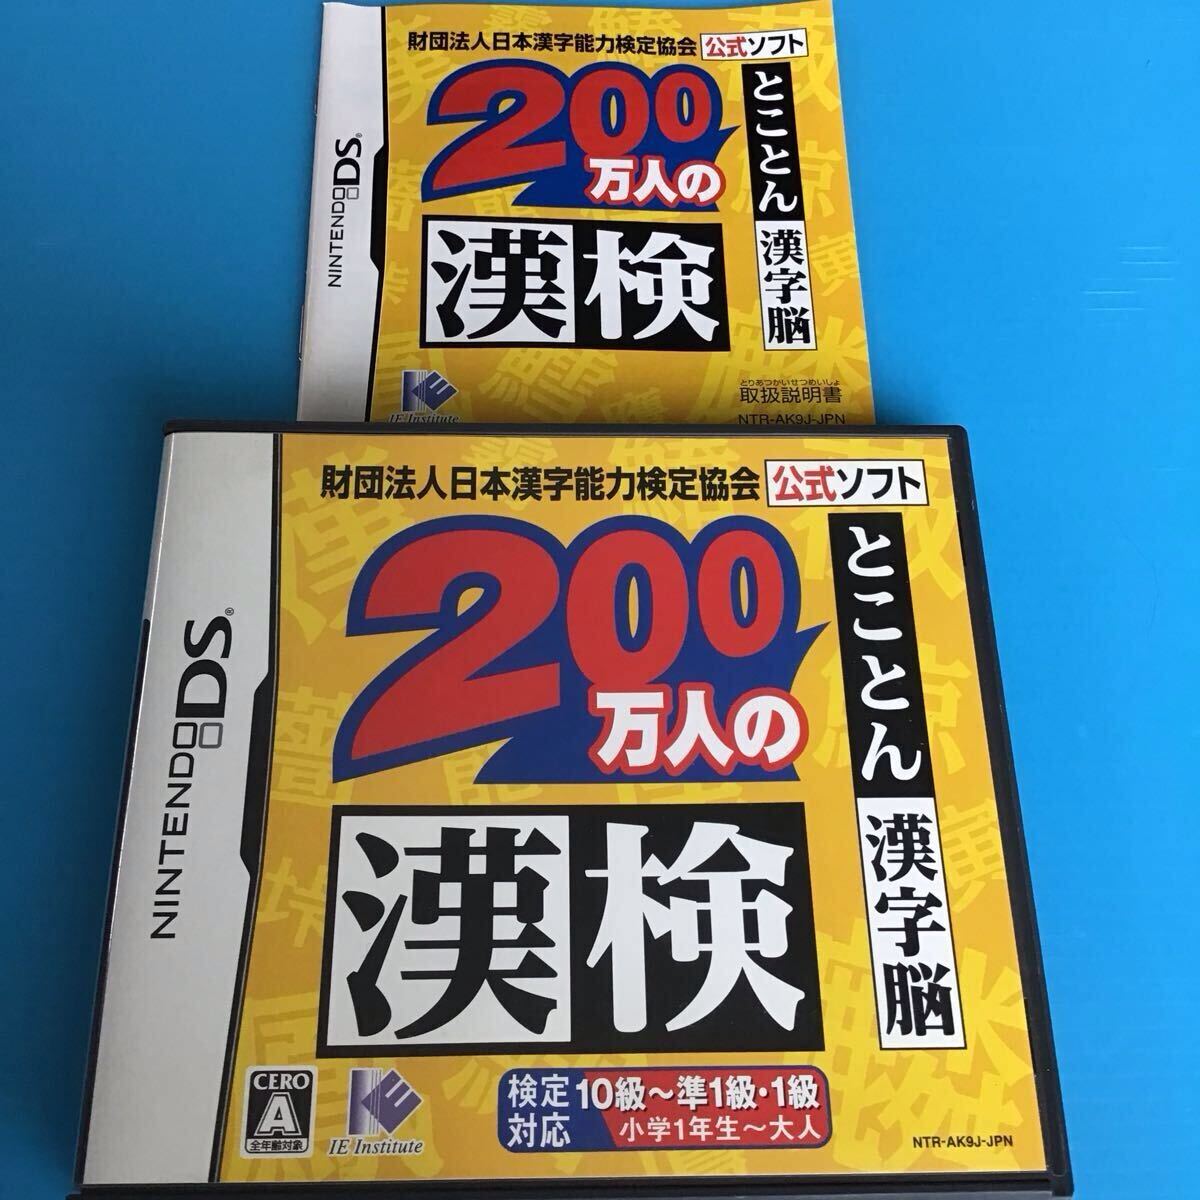 財団法人日本漢字能力検定協会 公式ソフト
200
万人の
漢検
とことん
漢字脳
NINTENDO DS®
とりあつかいせつめいしょ
取扱説明書
IE Institute
NTR-AK9J-JPN
財団法人日本漢字能力検定協会 公式ソフト
200
万人の
漢検
とことん
漢字脳
NINTENDO DS®
CERO
A
全年齢対象
IE Institute
検定対応
10級～準1級・1級
小学1年生～大人
NTR-AK9J-JPN